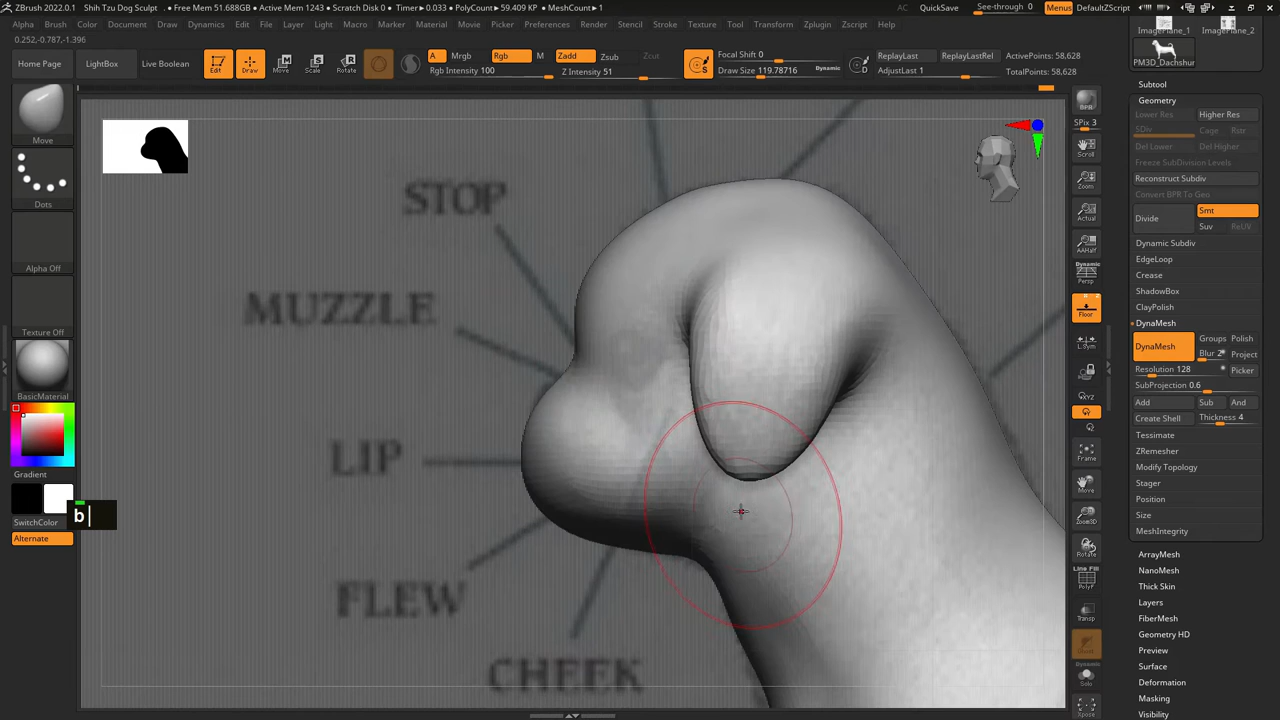 ZBrush 2022.0.1 Shih Tzu Dog Sculpt • Free Mem 51.688GB • Active Mem 1243 • Scratch Disk 0 • Timer▶0.033 • PolyCount▶59.409 KP • MeshCount▶1
AC QuickSave See-through 0 Menus DefaultZScript
Alpha Brush Color Document Draw Dynamics Edit File Layer Light Macro Marker Material Movie Picker Preferences Render Stencil Stroke Texture Tool Transform Zplugin Zscript Help
0.252,-0.787,-1.396
Home Page
LightBox
Live Boolean
Edit
Draw
Move
Scale
Rotate
A Mrgb Rgb M Zadd Zsub Zcut
Rgb Intensity 100 Z Intensity 51
Focal Shift 0
Draw Size 119.78716 Dynamic
ReplayLast ReplayLastRel
AdjustLast 1
ActivePoints: 58,628
TotalPoints: 58,628
Move
Dots
Alpha Off
Texture Off
BasicMaterial
Gradient
SwitchColor
Alternate
b
STOP
MUZZLE
LIP
FLEW
CHEEK
BPR
SPix 3
Scroll
Zoom
Actual
AAHalf
Dynamic
Persp
Floor
L.Sym
Frame
Move
Zoom3D
Rotate
Line Fill
PolyF
Transp
Ghost
Dynamic
Solo
Xpose
ImagePlane_1 ImagePlane_2
PM3D_Dachshur
Subtool
Geometry
Lower Res Higher Res
SDiv Cage Rstr
Del Lower Del Higher
Freeze SubDivision Levels
Reconstruct Subdiv
Convert BPR To Geo
Divide Smt
Suv ReUV
Dynamic Subdiv
EdgeLoop
Crease
ShadowBox
ClayPolish
DynaMesh
DynaMesh Groups Polish
Blur 2 Project
Resolution 128 Picker
SubProjection 0.6
Add Sub And
Create Shell Thickness 4
Tessimate
ZRemesher
Modify Topology
Stager
Position
Size
MeshIntegrity
ArrayMesh
NanoMesh
Thick Skin
Layers
FiberMesh
Geometry HD
Preview
Surface
Deformation
Masking
Visibility